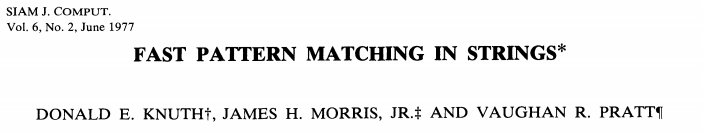 SIAM J. COMPUT.
Vol. 6, No. 2, June 1977
FAST PATTERN MATCHING IN STRINGS*
DONALD E. KNUTH†, JAMES H. MORRIS, JR.‡ AND VAUGHAN R. PRATT¶